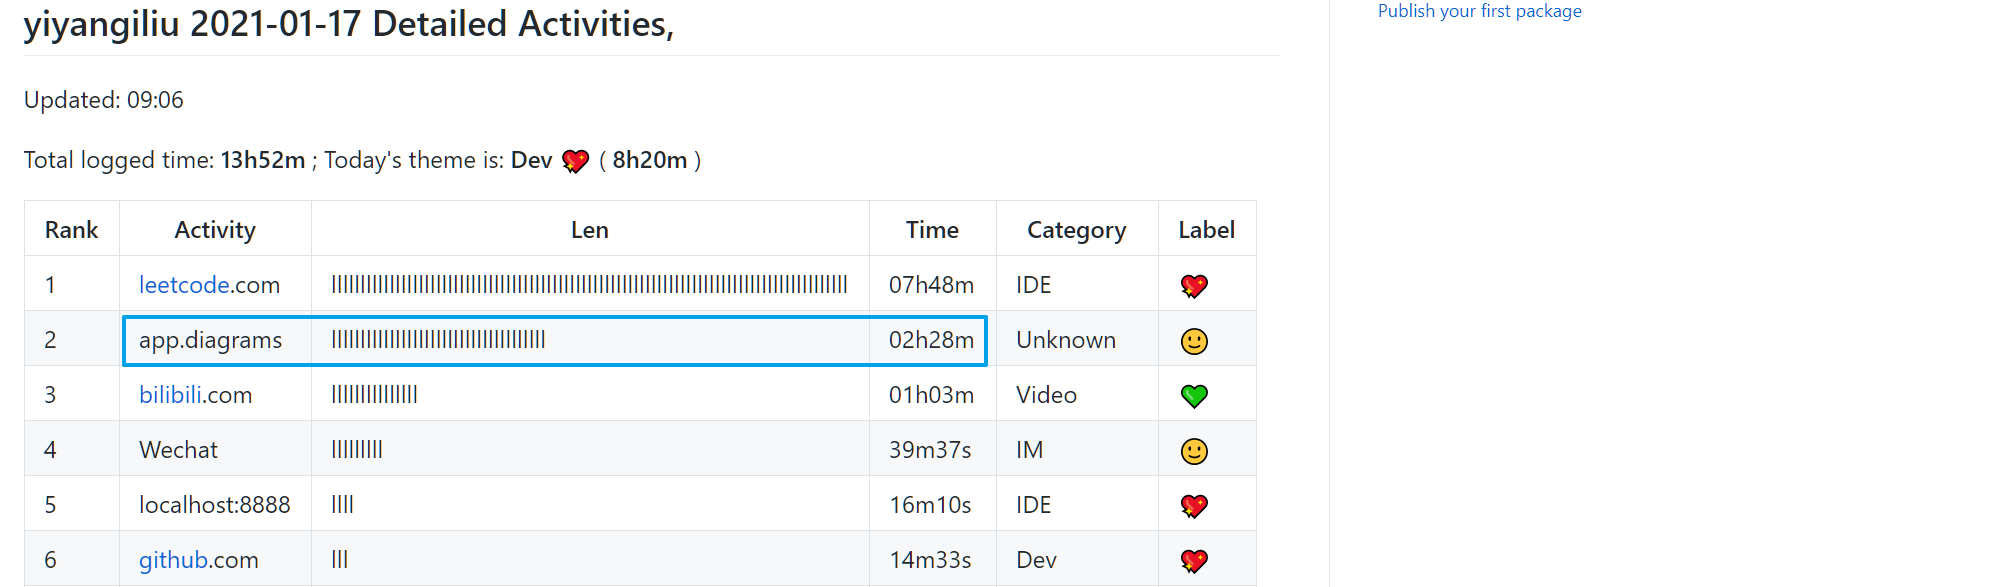 yiyangiliu 2021-01-17 Detailed Activities,
Publish your first package
Updated: 09:06
Total logged time: 13h52m ; Today's theme is: Dev 💖 ( 8h20m )
Rank Activity Len Time Category Label
1 leetcode.com 07h48m IDE 💖
2 app.diagrams 02h28m Unknown 🙂
3 bilibili.com 01h03m Video 💚
4 Wechat lllllllll 39m37s IM 🙂
5 localhost:8888 llll 16m10s IDE 💖
6 github.com lll 14m33s Dev 💖